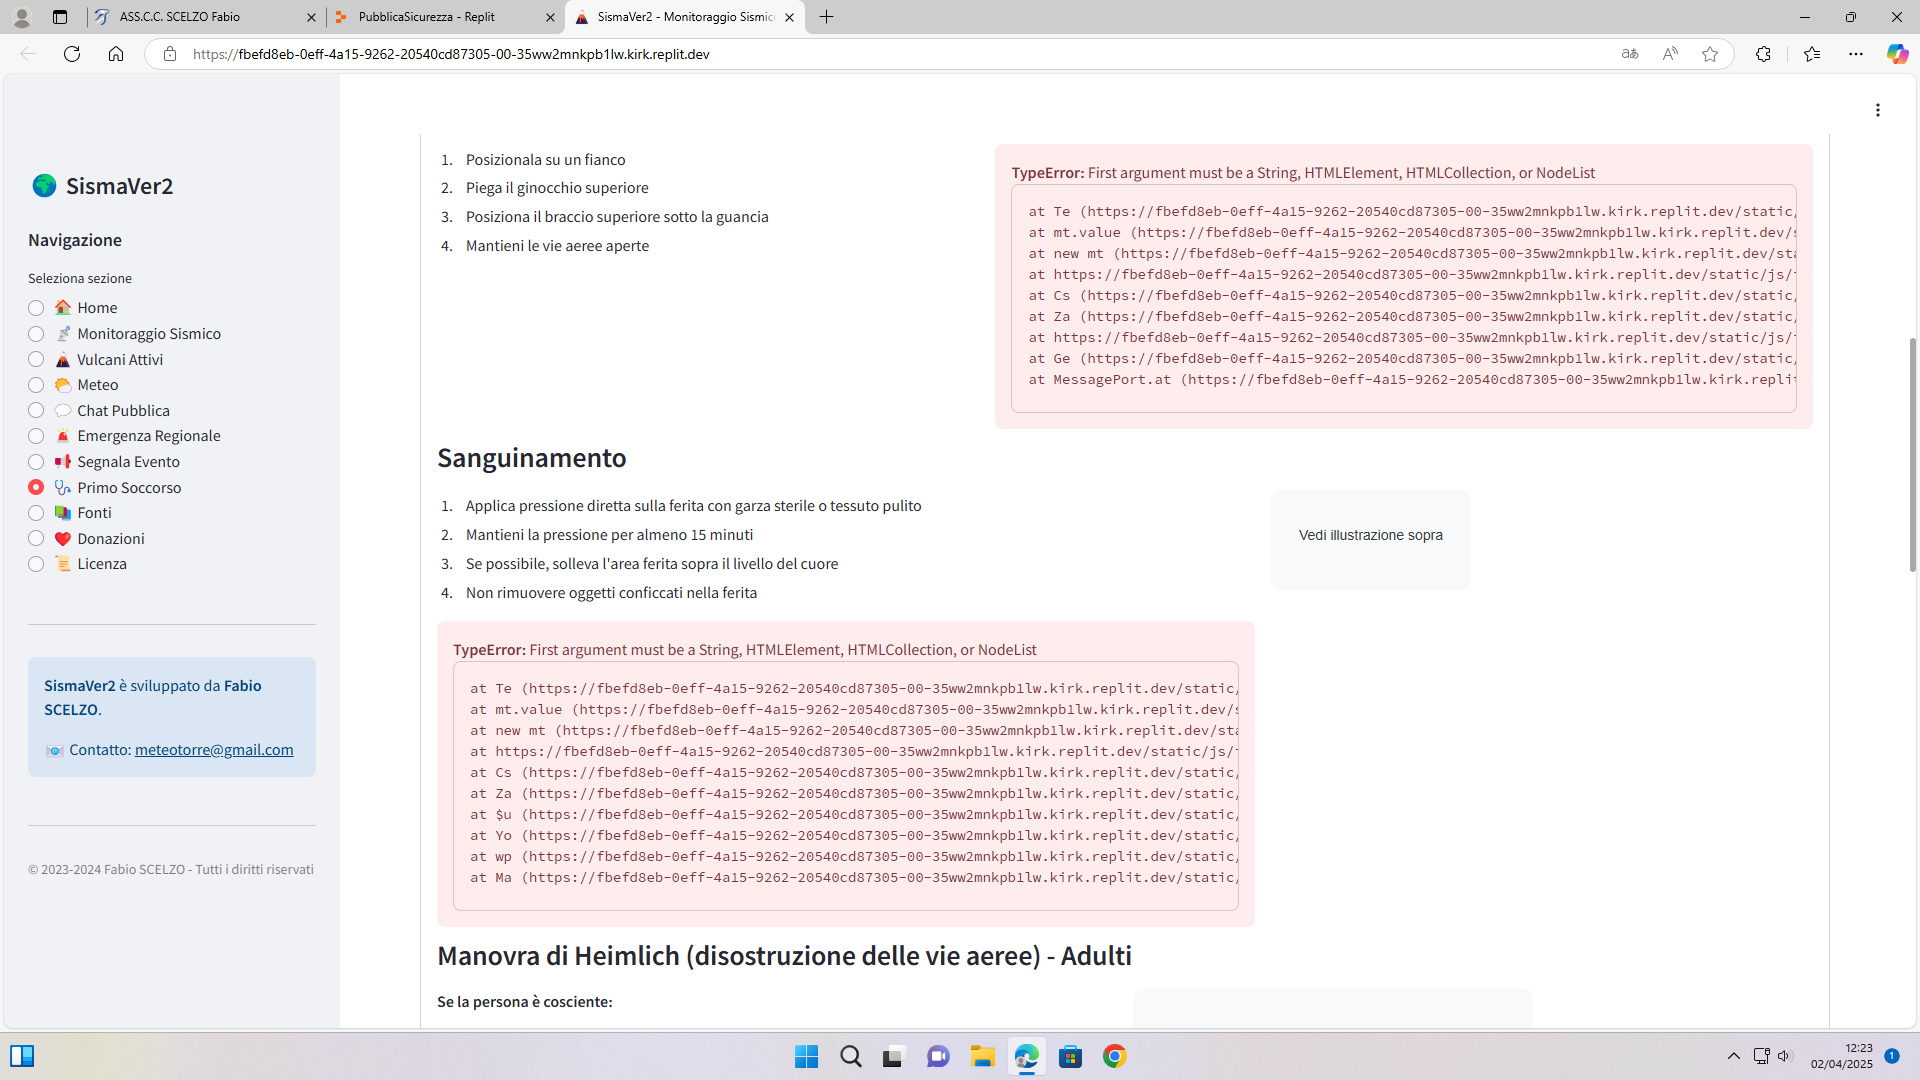 ASS.C.C. SCELZO Fabio
PubblicaSicurezza - Replit
SismaVer2 - Monitoraggio Sismico
https://fbefd8eb-0eff-4a15-9262-20540cd87305-00-35ww2mnkpb1lw.kirk.replit.dev
SismaVer2
Navigazione
Seleziona sezione
Home
Monitoraggio Sismico
Vulcani Attivi
Meteo
Chat Pubblica
Emergenza Regionale
Segnala Evento
Primo Soccorso
Fonti
Donazioni
Licenza
SismaVer2 è sviluppato da Fabio
SCELZO.
Contatto: meteotorre@gmail.com
© 2023-2024 Fabio SCELZO - Tutti i diritti riservati
1. Posizionala su un fianco
2. Piega il ginocchio superiore
3. Posiziona il braccio superiore sotto la guancia
4. Mantieni le vie aeree aperte
TypeError: First argument must be a String, HTMLElement, HTMLCollection, or NodeList
at Te (https://fbefd8eb-0eff-4a15-9262-20540cd87305-00-35ww2mnkpb1lw.kirk.replit.dev/static/
at mt.value (https://fbefd8eb-0eff-4a15-9262-20540cd87305-00-35ww2mnkpb1lw.kirk.replit.dev/s
at new mt (https://fbefd8eb-0eff-4a15-9262-20540cd87305-00-35ww2mnkpb1lw.kirk.replit.dev/sta
at https://fbefd8eb-0eff-4a15-9262-20540cd87305-00-35ww2mnkpb1lw.kirk.replit.dev/static/js/
at Cs (https://fbefd8eb-0eff-4a15-9262-20540cd87305-00-35ww2mnkpb1lw.kirk.replit.dev/static/
at Za (https://fbefd8eb-0eff-4a15-9262-20540cd87305-00-35ww2mnkpb1lw.kirk.replit.dev/static/
at https://fbefd8eb-0eff-4a15-9262-20540cd87305-00-35ww2mnkpb1lw.kirk.replit.dev/static/js/
at Ge (https://fbefd8eb-0eff-4a15-9262-20540cd87305-00-35ww2mnkpb1lw.kirk.replit.dev/static/
at MessagePort.at (https://fbefd8eb-0eff-4a15-9262-20540cd87305-00-35ww2mnkpb1lw.kirk.repli
Sanguinamento
1. Applica pressione diretta sulla ferita con garza sterile o tessuto pulito
2. Mantieni la pressione per almeno 15 minuti
3. Se possibile, solleva l'area ferita sopra il livello del cuore
4. Non rimuovere oggetti conficcati nella ferita
Vedi illustrazione sopra
TypeError: First argument must be a String, HTMLElement, HTMLCollection, or NodeList
at Te (https://fbefd8eb-0eff-4a15-9262-20540cd87305-00-35ww2mnkpb1lw.kirk.replit.dev/static/
at mt.value (https://fbefd8eb-0eff-4a15-9262-20540cd87305-00-35ww2mnkpb1lw.kirk.replit.dev/s
at new mt (https://fbefd8eb-0eff-4a15-9262-20540cd87305-00-35ww2mnkpb1lw.kirk.replit.dev/sta
at https://fbefd8eb-0eff-4a15-9262-20540cd87305-00-35ww2mnkpb1lw.kirk.replit.dev/static/js/
at Cs (https://fbefd8eb-0eff-4a15-9262-20540cd87305-00-35ww2mnkpb1lw.kirk.replit.dev/static/
at Za (https://fbefd8eb-0eff-4a15-9262-20540cd87305-00-35ww2mnkpb1lw.kirk.replit.dev/static/
at $u (https://fbefd8eb-0eff-4a15-9262-20540cd87305-00-35ww2mnkpb1lw.kirk.replit.dev/static/
at Yo (https://fbefd8eb-0eff-4a15-9262-20540cd87305-00-35ww2mnkpb1lw.kirk.replit.dev/static/
at wp (https://fbefd8eb-0eff-4a15-9262-20540cd87305-00-35ww2mnkpb1lw.kirk.replit.dev/static/
at Ma (https://fbefd8eb-0eff-4a15-9262-20540cd87305-00-35ww2mnkpb1lw.kirk.replit.dev/static/
Manovra di Heimlich (disostruzione delle vie aeree) - Adulti
Se la persona è cosciente:
12:23
02/04/2025
1